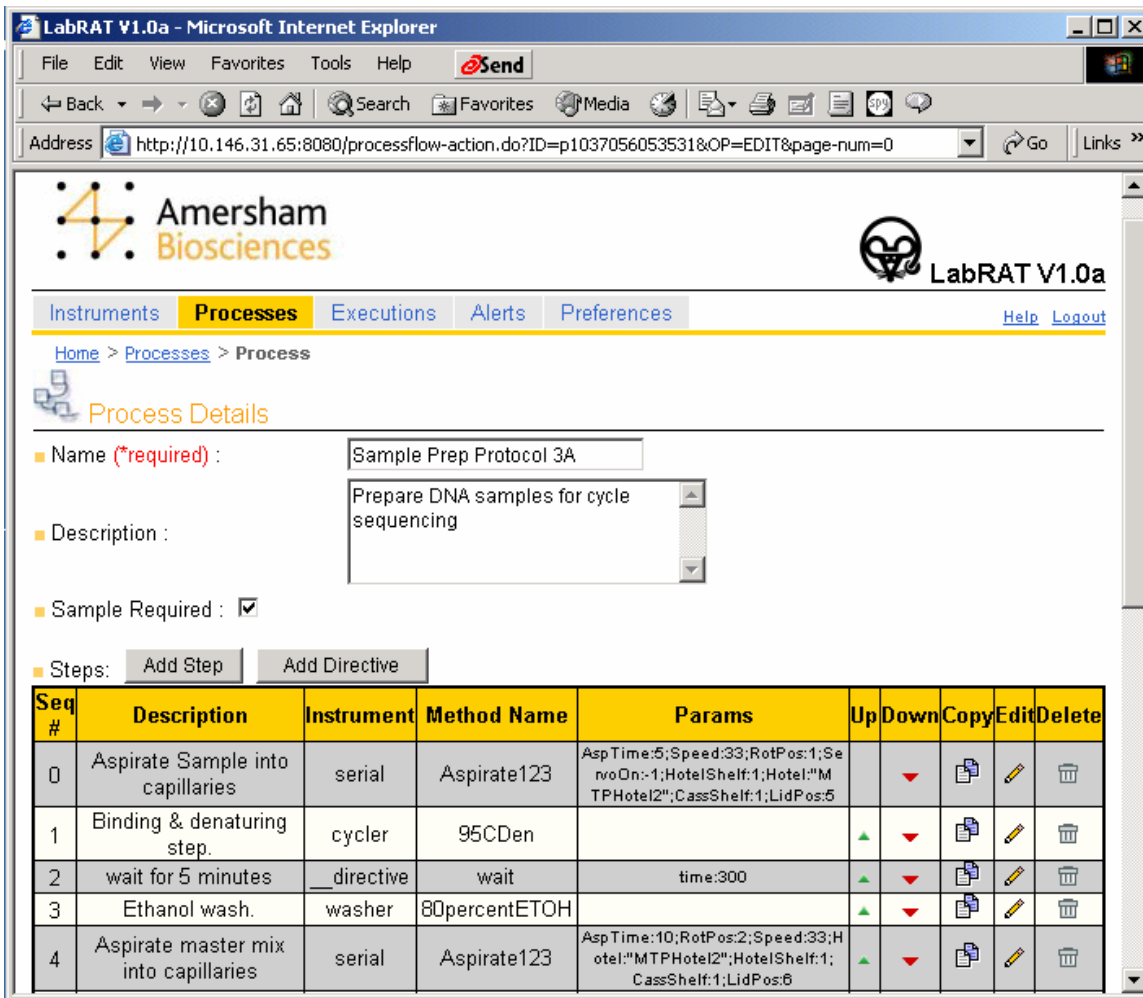 LabRAT V1.0a - Microsoft Internet Explorer
File Edit View Favorites Tools Help eSend
Back Search Favorites Media SPY
Address http://10.146.31.65:8080/processflow-action.do?ID=p10370560535318&OP=EDIT&page-num=0 Go Links »
Amersham
Biosciences
LabRAT V1.0a
Instruments Processes Executions Alerts Preferences Help Logout
Home > Processes > Process
Process Details
Name (*required) : Sample Prep Protocol 3A
Description : Prepare DNA samples for cycle
sequencing
Sample Required :
Steps: Add Step Add Directive
Seq # Description Instrument Method Name Params Up Down Copy Edit Delete
0 Aspirate Sample into capillaries serial Aspirate123 AspTime:5;Speed:33;RotPos:1;Se
rvoOn:-1;HotelShelf:1;Hotel:"M
TPHotel2";CassShelf:1;LidPos:5
1 Binding & denaturing step. cycler 95CDen
2 wait for 5 minutes __directive wait time:300
3 Ethanol wash. washer 80percentETOH
4 Aspirate master mix into capillaries serial Aspirate123 AspTime:10;RotPos:2;Speed:33;H
otel:"MTPHotel2";HotelShelf:1;
CassShelf:1;LidPos:6